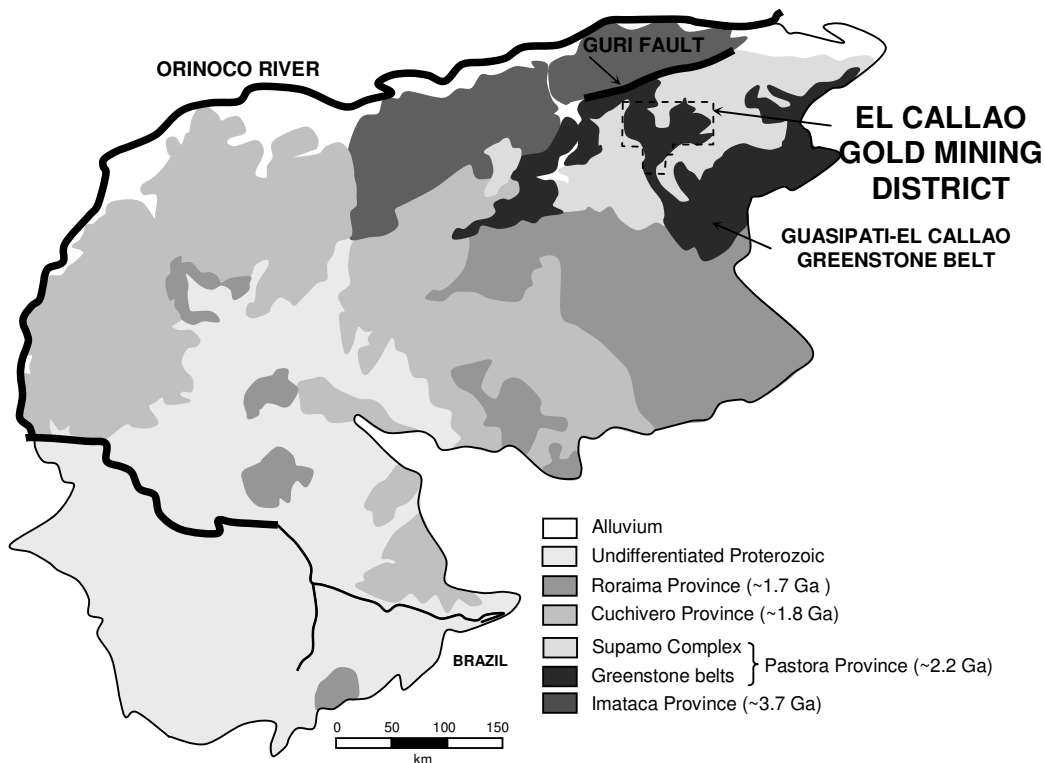 GURI FAULT
ORINOCO RIVER
EL CALLAO
GOLD MINING
DISTRICT
GUASIPATI-EL CALLAO
GREENSTONE BELT
Alluvium
Undifferentiated Proterozoic
Roraima Province (~1.7 Ga )
Cuchivero Province (~1.8 Ga)
Supamo Complex
Greenstone belts
Pastora Province (~2.2 Ga)
Imataca Province (~3.7 Ga)
BRAZIL
0 50 100 150
km